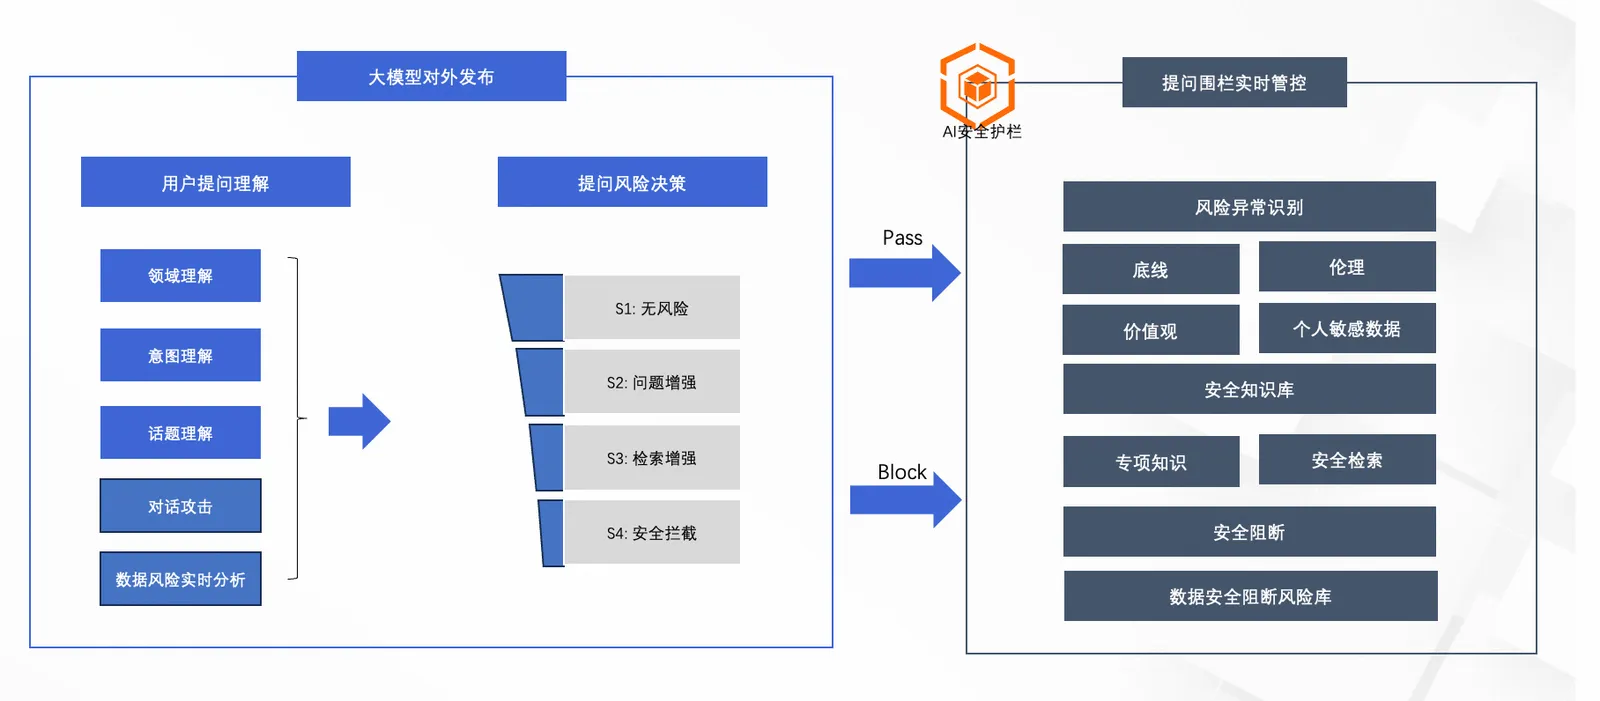 大模型对外发布
用户提问理解
领域理解
意图理解
话题理解
对话攻击
数据风险实时分析
提问风险决策
S1: 无风险
S2: 问题增强
S3: 检索增强
S4: 安全拦截
Pass
Block
AI安全护栏
提问围栏实时管控
风险异常识别
底线
伦理
价值观
个人敏感数据
安全知识库
专项知识
安全检索
安全阻断
数据安全阻断风险库